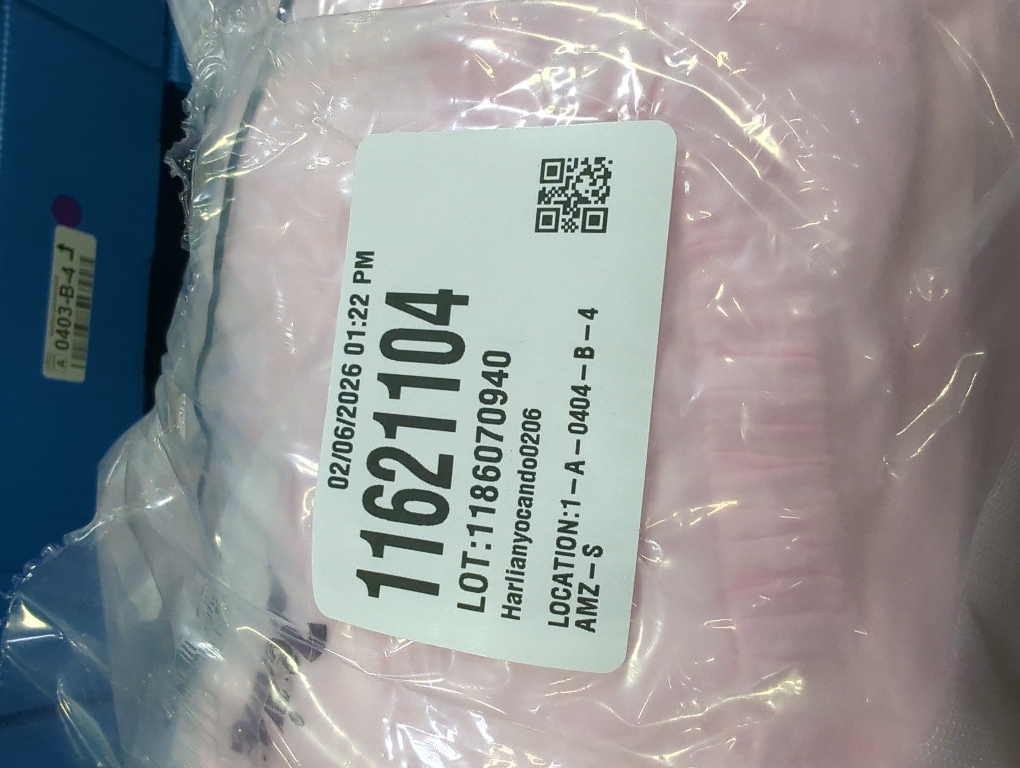 02/06/2026 01:22 PM
11621104
LOT:1186070940
Harlianyocando0206
LOCATION:1-A-0404-B-4
AMZ-S
A 0403-B-4